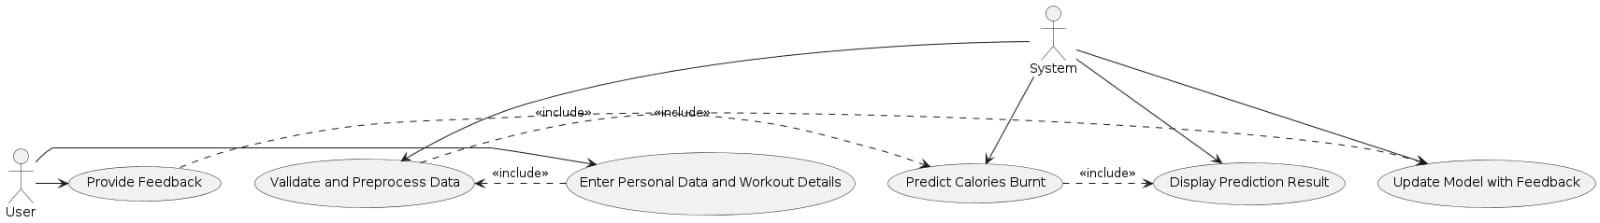 System
«include»
«include»
«include»
«include»
Provide Feedback
Validate and Preprocess Data
Enter Personal Data and Workout Details
Predict Calories Burnt
Display Prediction Result
Update Model with Feedback
User